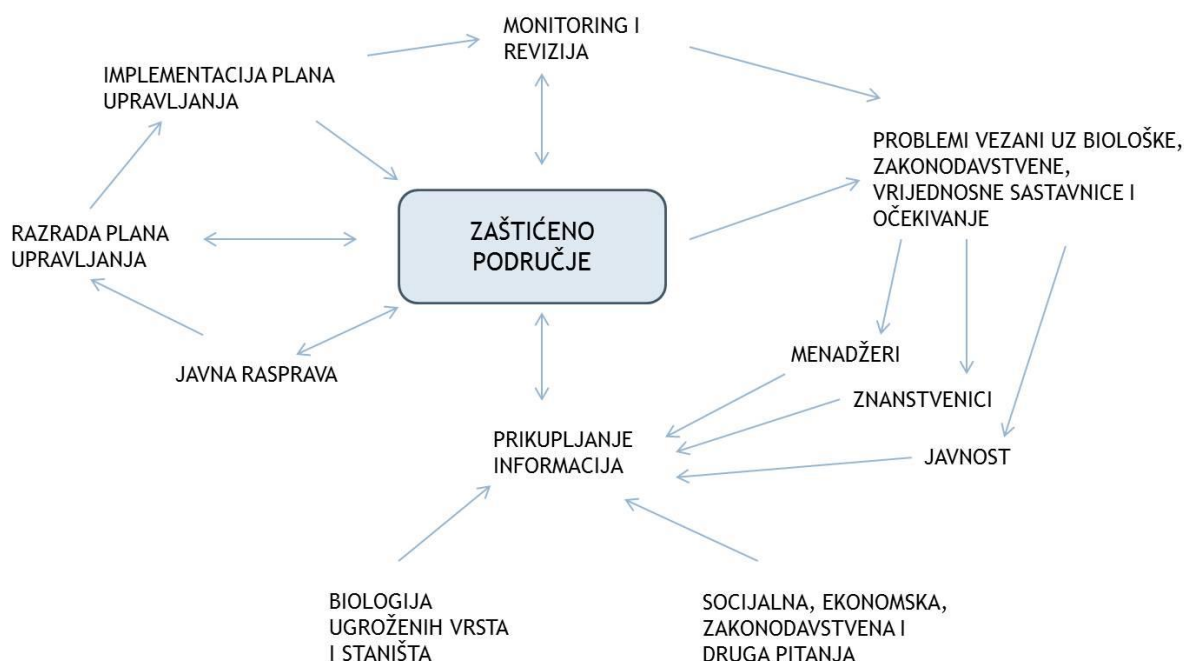 MONITORING I
REVIZIJA
IMPLEMENTACIJA PLANA
UPRAVLJANJA
PROBLEMI VEZANI UZ BIOLOŠKE,
ZAKONODAVSTVENE,
VRIJEDNOSNE SASTAVNICE I
OČEKIVANJE
ZAŠTIĆENO
PODRUČJE
RAZRADA PLANA
UPRAVLJANJA
JAVNA RASPRAVA
MENADŽERI
ZNANSTVENICI
JAVNOST
PRIKUPLJANJE
INFORMACIJA
BIOLOGIJA
UGROŽENIH VRSTA
I STANIŠTA
SOCIJALNA, EKONOMSKA,
ZAKONODAVSTVENA I
DRUGA PITANJA